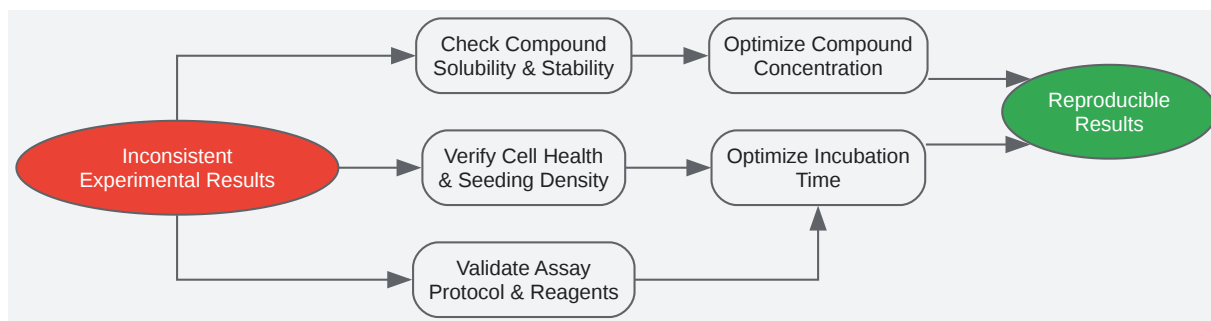 Check Compound
Solubility & Stability
Optimize Compound
Concentration
Reproducible
Results
Inconsistent
Experimental Results
Verify Cell Health
& Seeding Density
Optimize Incubation
Time
Validate Assay
Protocol & Reagents